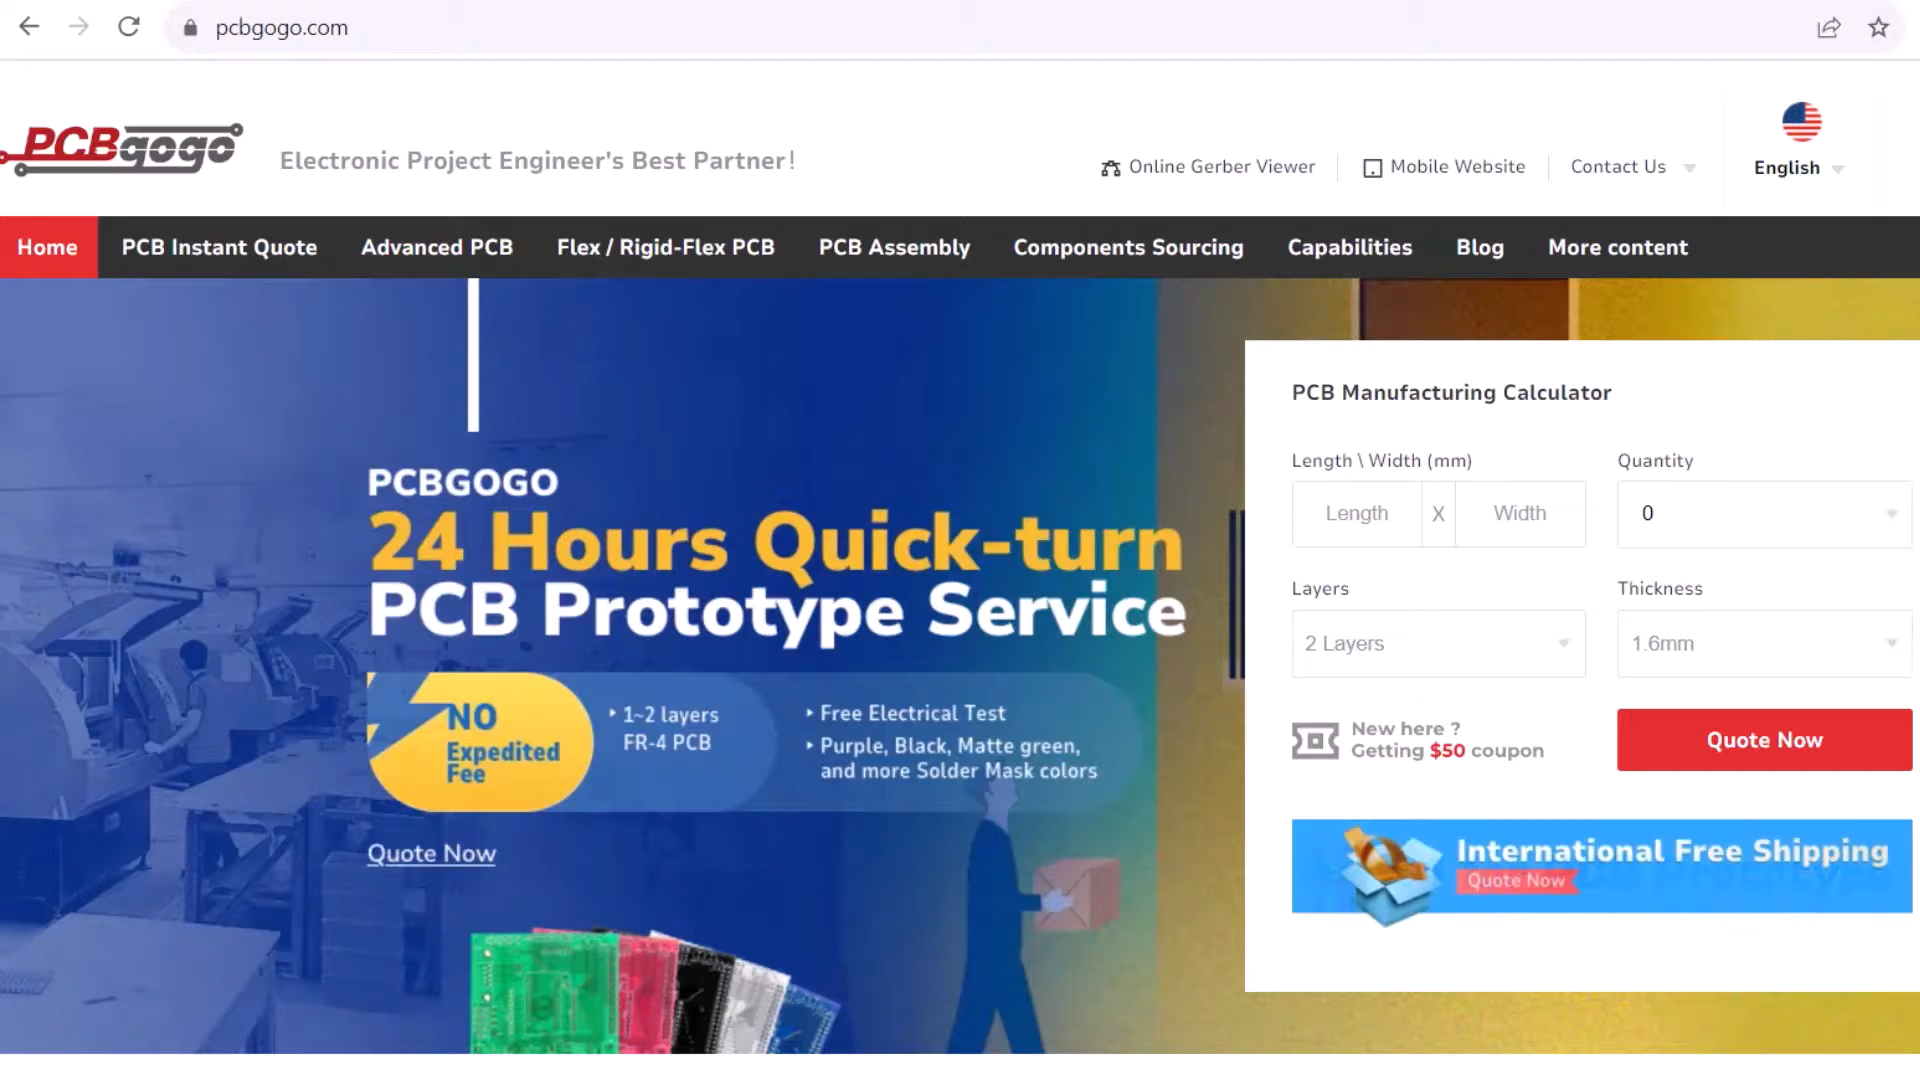 pcbgogo.com
PCBgogo
Electronic Project Engineer's Best Partner!
Online Gerber Viewer
Mobile Website
Contact Us
English
Home
PCB Instant Quote
Advanced PCB
Flex / Rigid-Flex PCB
PCB Assembly
Components Sourcing
Capabilities
Blog
More content
PCBGOGO
24 Hours Quick-turn
PCB Prototype Service
NO
Expedited
Fee
1~2 layers
FR-4 PCB
Free Electrical Test
Purple, Black, Matte green,
and more Solder Mask colors
Quote Now
PCB Manufacturing Calculator
Length \ Width (mm)
Quantity
Length X Width
0
Layers
Thickness
2 Layers
1.6mm
New here ?
Getting $50 coupon
Quote Now
International Free Shipping
Quote Now